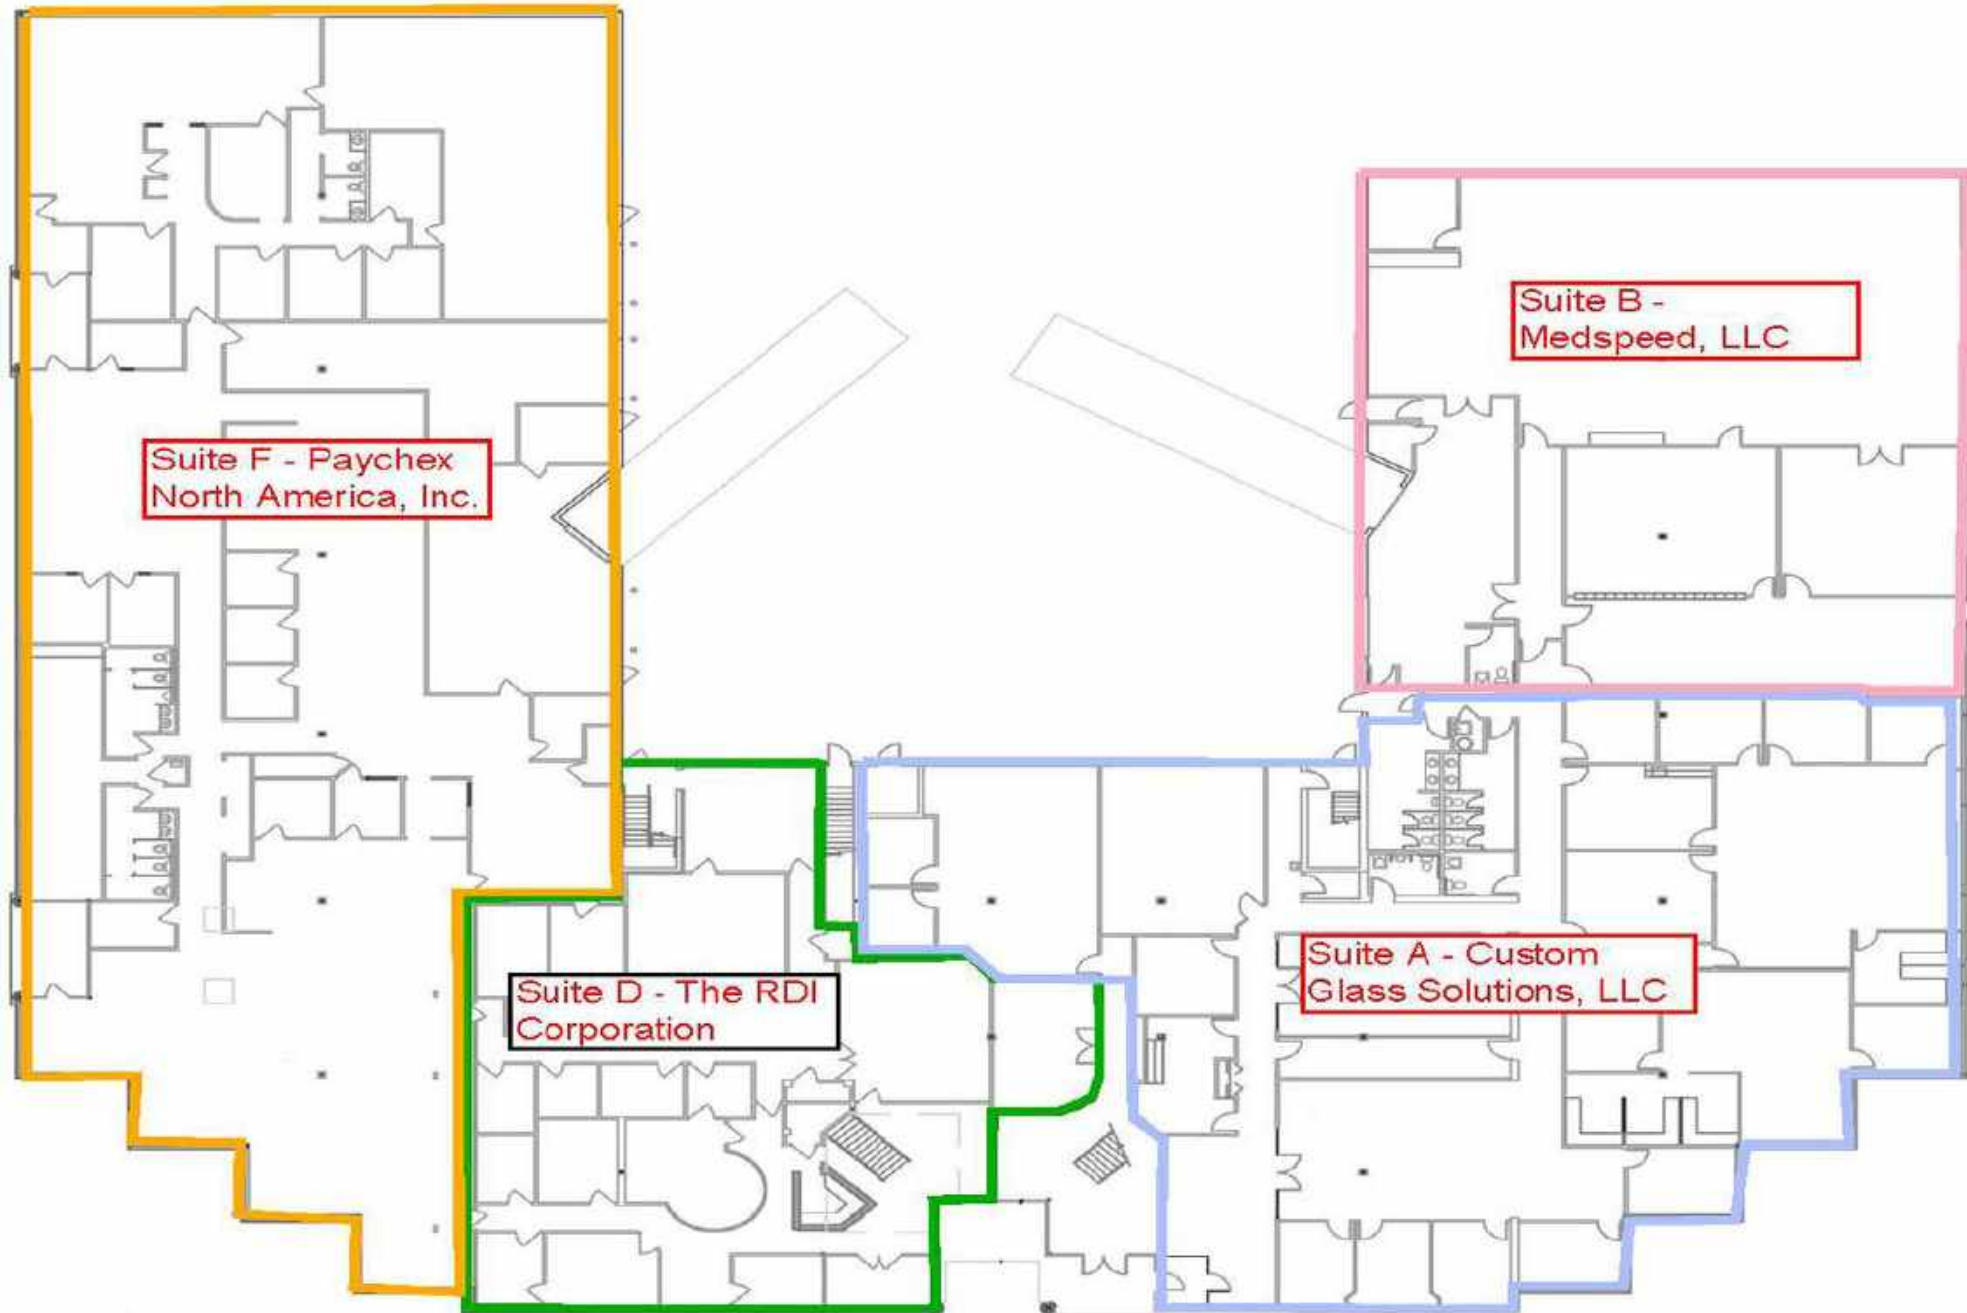 Suite B -
Medspeed, LLC
Suite F - Paychex
North America, Inc.
Suite A - Custom
Glass Solutions, LLC
Suite D - The RDI
Corporation